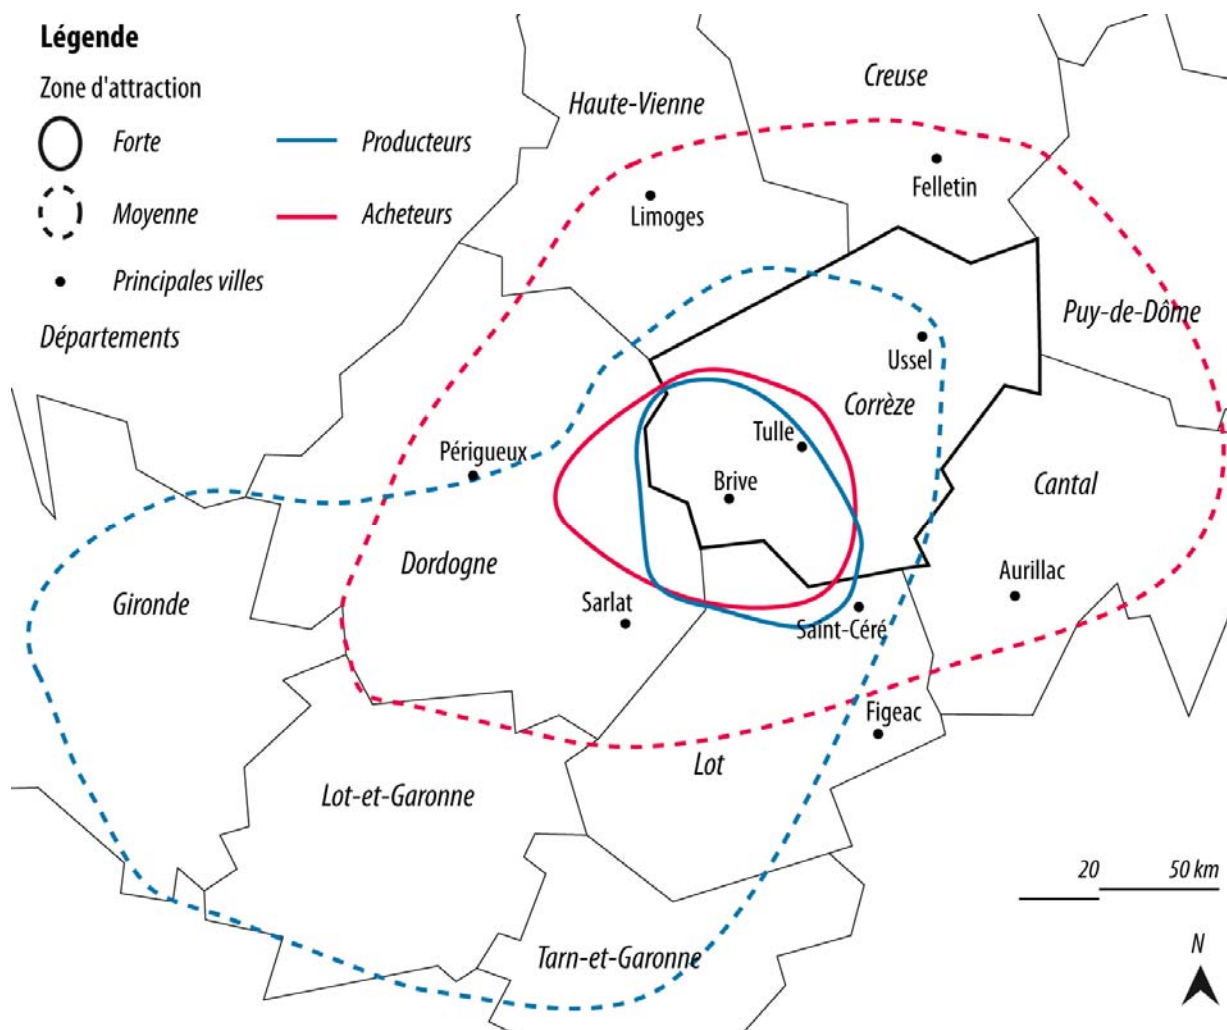 Légende
Zone d'attraction
Forte
Producteurs
Moyenne
Acheteurs
Principales villes
Départements
Haute-Vienne
Creuse
Felletin
Limoges
Puy-de-Dôme
Ussel
Corrèze
Tulle
Périgueux
Brive
Cantal
Dordogne
Aurillac
Gironde
Sarlat
Saint-Céré
Figeac
Lot
Lot-et-Garonne
20
50 km
Tarn-et-Garonne
N